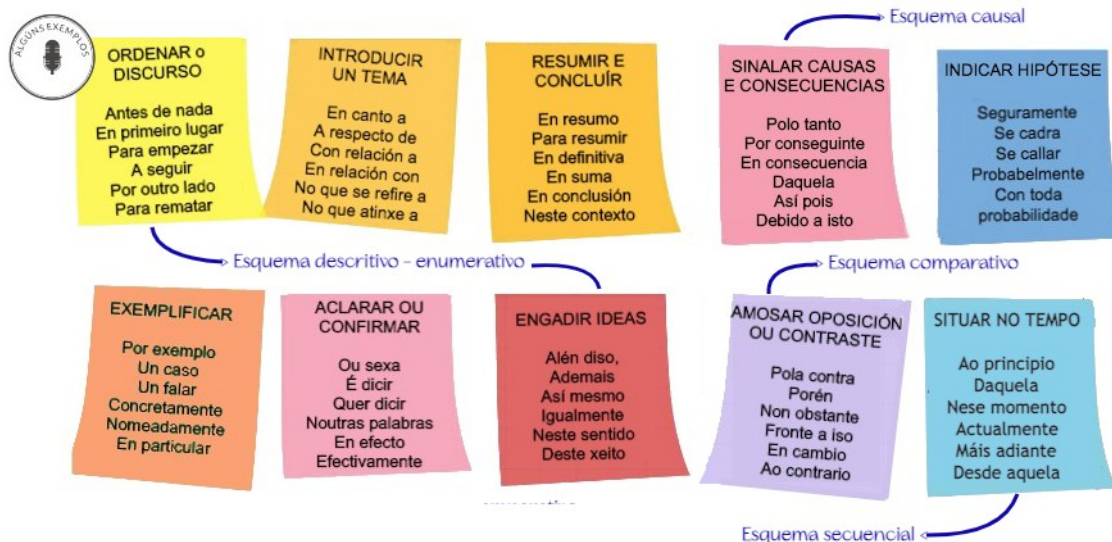 ALGÚNS EXEMPLOS
ORDENAR o
DISCURSO
Antes de nada
En primeiro lugar
Para empezar
A seguir
Por outro lado
Para rematar
INTRODUCIR
UN TEMA
En canto a
A respecto de
Con relación a
En relación con
No que se refire a
No que atinxe a
RESUMIR E
CONCLUÍR
En resumo
Para resumir
En definitiva
En suma
En conclusión
Neste contexto
Esquema causal
SINALAR CAUSAS
E CONSECUENCIAS
Polo tanto
Por conseguinte
En consecuencia
Daquela
Así pois
Debido a isto
INDICAR HIPÓTESE
Seguramente
Se cadra
Se callar
Probabelmente
Con toda
probabilidade
Esquema descritivo - enumerativo
Esquema comparativo
EXEMPLIFICAR
Por exemplo
Un caso
Un falar
Concretamente
Nomeadamente
En particular
ACLARAR OU
CONFIRMAR
Ou sexa
É dicir
Quer dicir
Noutras palabras
En efecto
Efectivamente
ENGADIR IDEAS
Alén diso,
Ademais
Así mesmo
Igualmente
Neste sentido
Deste xeito
AMOSAR OPOSICIÓN
OU CONTRASTE
Pola contra
Porén
Non obstante
Fronte a iso
En cambio
Ao contrario
SITUAR NO TEMPO
Ao principio
Daquela
Nese momento
Actualmente
Máis adiante
Desde aquela
Esquema secuencial